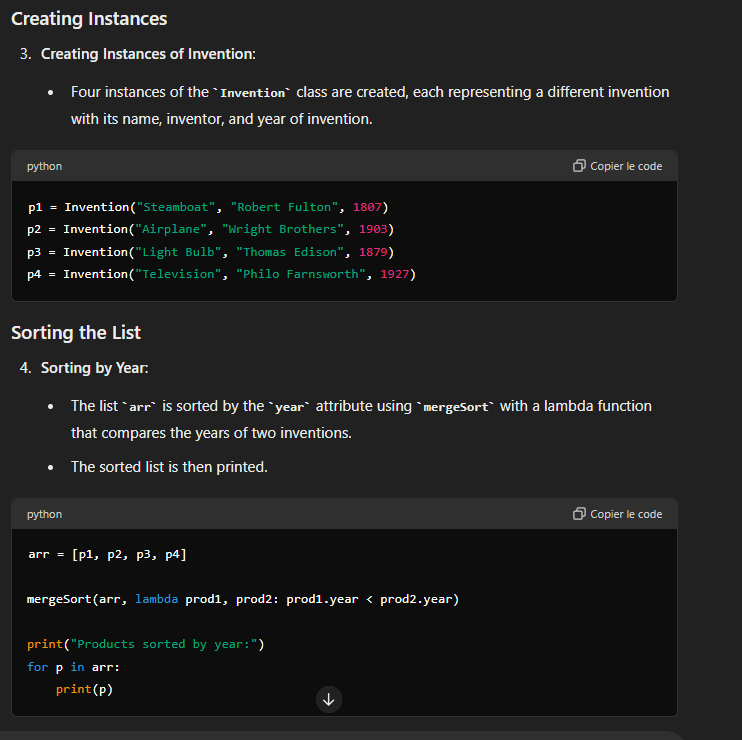 Creating Instances
3. Creating Instances of Invention:
• Four instances of the `Invention` class are created, each representing a different invention
with its name, inventor, and year of invention.
python
Copier le code
p1 = Invention("Steamboat", "Robert Fulton", 1807)
p2 = Invention("Airplane", "Wright Brothers", 1903)
p3 = Invention("Light Bulb", "Thomas Edison", 1879)
p4 = Invention("Television", "Philo Farnsworth", 1927)
Sorting the List
4. Sorting by Year:
• The list `arr` is sorted by the `year` attribute using `mergeSort` with a lambda function
that compares the years of two inventions.
• The sorted list is then printed.
python
Copier le code
arr = [p1, p2, p3, p4]
mergeSort(arr, lambda prod1, prod2: prod1.year < prod2.year)
print("Products sorted by year:")
for p in arr:
    print(p)